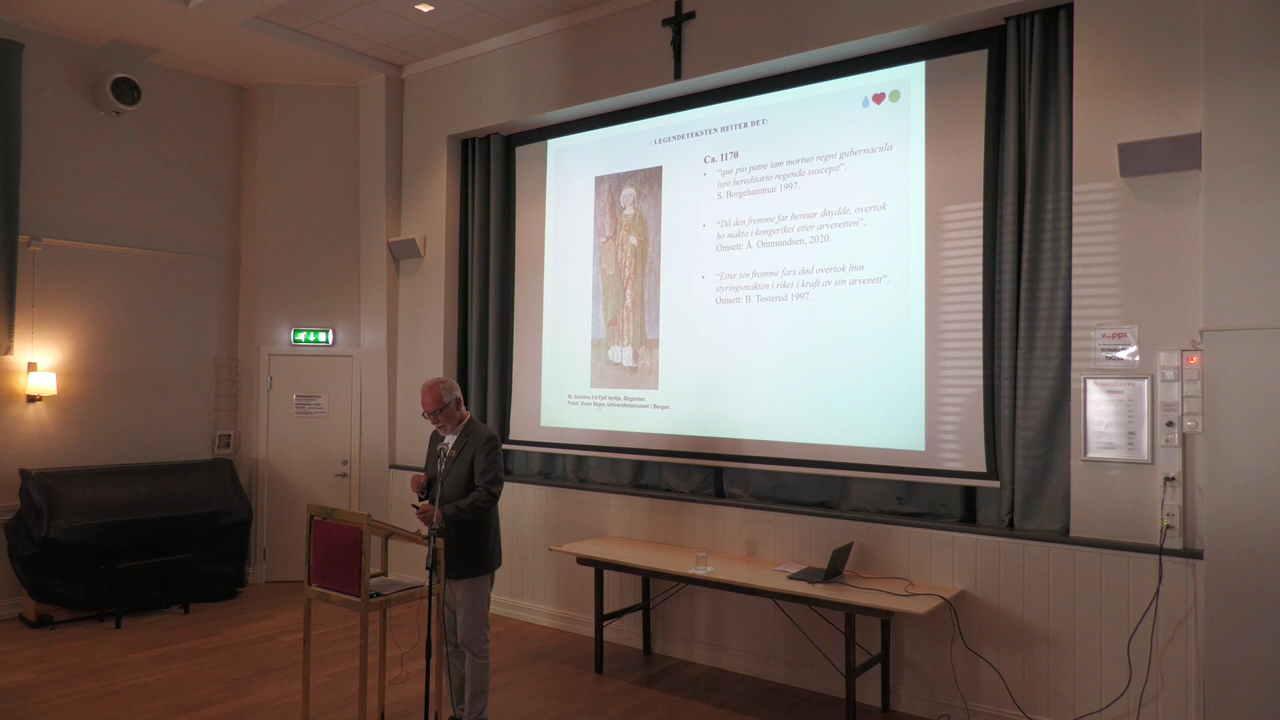 I LEGENDETEKSTEN HEITER DET:
Ca. 1170
• "que pio patre iam mortuo regni gubernacula
iure hereditario regenda suscepit".
S. Borgehammar 1997.
• "Då den fromme far hennar døydde, overtok
ho makta i kongeriket etter arveretten".
Omsett: Å. Ommundsen, 2020.
• "Etter sin fromme fars død overtok hun
styringsmakten i riket i kraft av sin arverett".
Omsett: B. Tosterud 1997.
St. Sunniva frå Fjell kyrkje, Øygarden.
Foto: Svein Skare, Universitetsmuseet i Bergen.
vipps